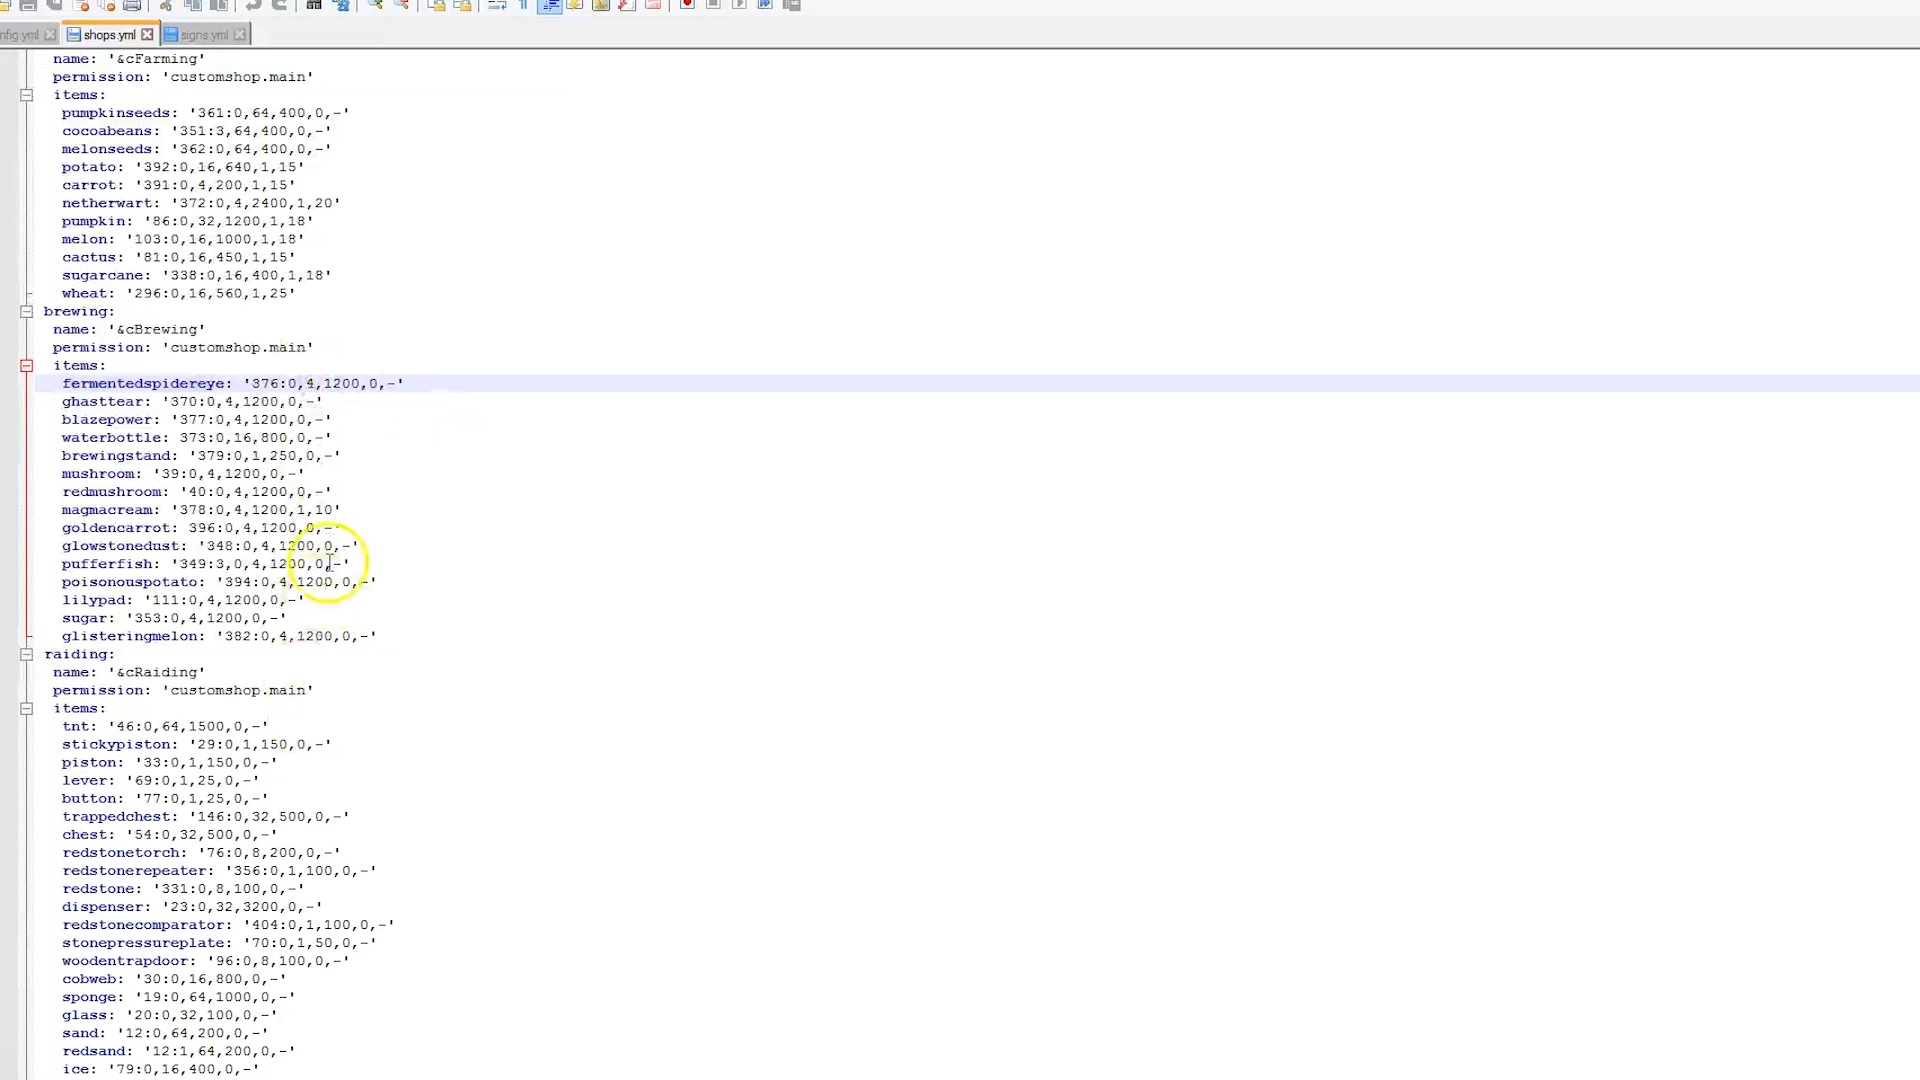 nfig.yml shops.yml signs.yml
name: '&cFarming'
permission: 'customshop.main'
items:
pumpkinseeds: '361:0,64,400,0,-'
cocoabeans: '351:3,64,400,0,-'
melonseeds: '362:0,64,400,0,-'
potato: '392:0,16,640,1,15'
carrot: '391:0,4,200,1,15'
netherwart: '372:0,4,2400,1,20'
pumpkin: '86:0,32,1200,1,18'
melon: '103:0,16,1000,1,18'
cactus: '81:0,16,450,1,15'
sugarcane: '338:0,16,400,1,18'
wheat: '296:0,16,560,1,25'
brewing:
name: '&cBrewing'
permission: 'customshop.main'
items:
fermentedspidereye: '376:0,4,1200,0,-'
ghasttear: '370:0,4,1200,0,-'
blazepower: '377:0,4,1200,0,-'
waterbottle: 373:0,16,800,0,-'
brewingstand: '379:0,1,250,0,-'
mushroom: '39:0,4,1200,0,-'
redmushroom: '40:0,4,1200,0,-'
magmacream: '378:0,4,1200,1,10'
goldencarrot: 396:0,4,1200,0,-'
glowstonedust: '348:0,4,1200,0,-'
pufferfish: '349:3,0,4,1200,0,-'
poisonouspotato: '394:0,4,1200,0,-'
lilypad: '111:0,4,1200,0,-'
sugar: '353:0,4,1200,0,-'
glisteringmelon: '382:0,4,1200,0,-'
raiding:
name: '&cRaiding'
permission: 'customshop.main'
items:
tnt: '46:0,64,1500,0,-'
stickypiston: '29:0,1,150,0,-'
piston: '33:0,1,150,0,-'
lever: '69:0,1,25,0,-'
button: '77:0,1,25,0,-'
trappedchest: '146:0,32,500,0,-'
chest: '54:0,32,500,0,-'
redstonetorch: '76:0,8,200,0,-'
redstonerepeater: '356:0,1,100,0,-'
redstone: '331:0,8,100,0,-'
dispenser: '23:0,32,3200,0,-'
redstonecomparator: '404:0,1,100,0,-'
stonepressureplate: '70:0,1,50,0,-'
woodentrapdoor: '96:0,8,100,0,-'
cobweb: '30:0,16,800,0,-'
sponge: '19:0,64,1000,0,-'
glass: '20:0,32,100,0,-'
sand: '12:0,64,200,0,-'
redsand: '12:1,64,200,0,-'
ice: '79:0,16,400,0,-'